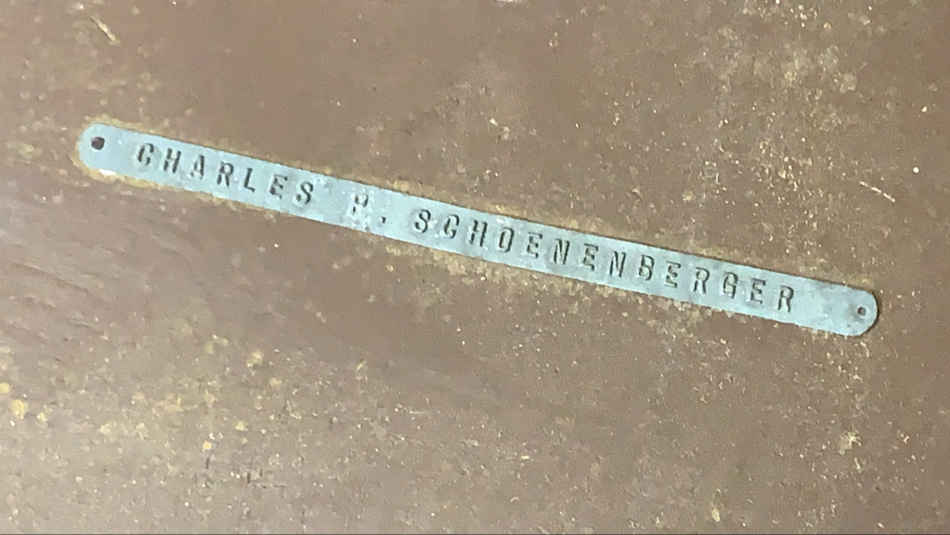 CHARLES P. SCHOENENBERGER